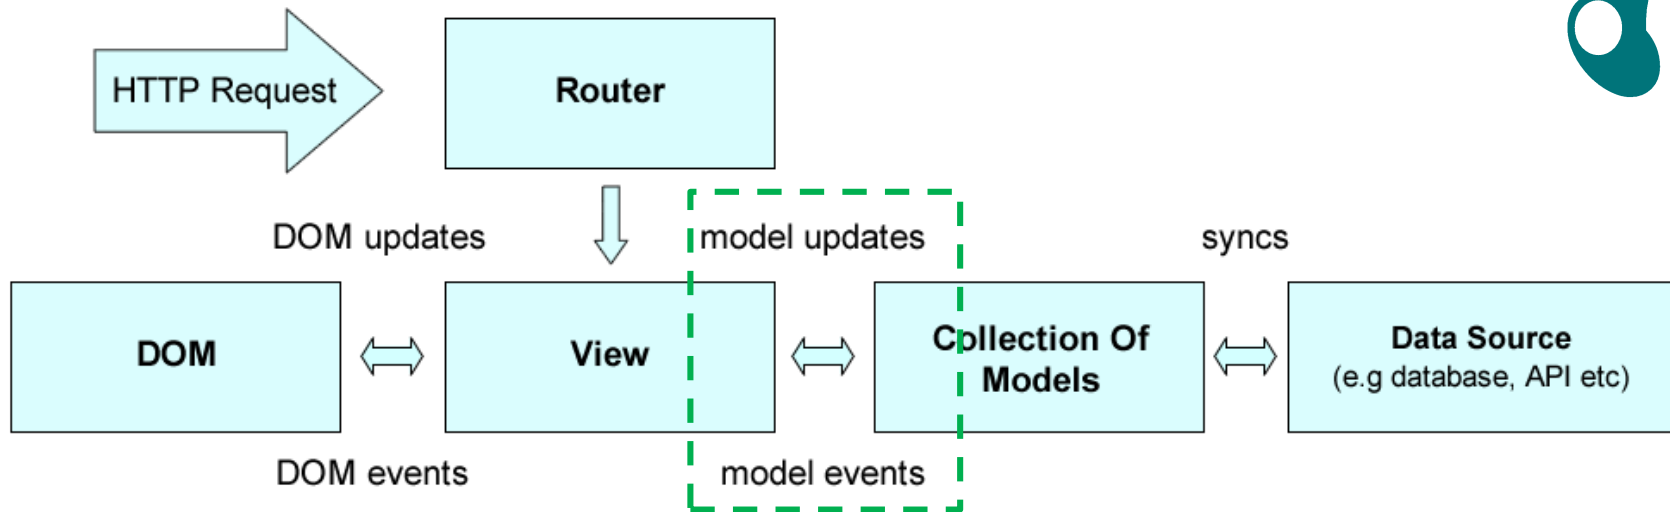 HTTP Request
Router
DOM updates
model updates
syncs
DOM
View
Collection Of
Models
Data Source
(e.g database, API etc)
DOM events
model events